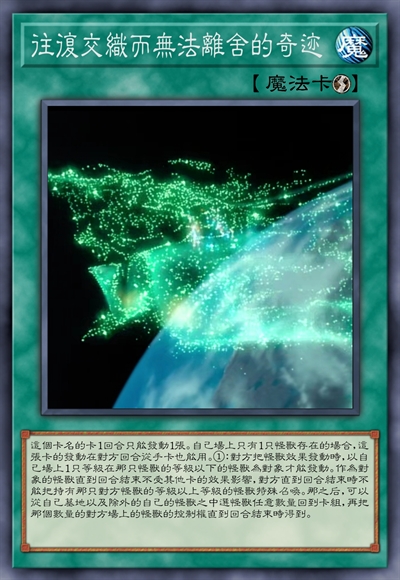 往復交織而無法離舍的奇迹
魔
【魔法卡】
這個卡名的卡1回合只能發動1張。自己場上只有1只怪獸存在的場合，這
張卡的發動在對方回合從手卡也能用。①：對方把怪獸效果發動時，以自
己場上1只等級在那只怪獸的等級以下的怪獸為對象才能發動。作為對
象的怪獸直到回合結束不受其他卡的效果影響，對方直到回合結束時不
能把持有那只對方怪獸的等級以上等級的怪獸特殊召喚。那之后，可以
從自己基地以及除外的自己的怪獸之中選怪獸任意數量回到卡組，再把
那個數量的對方場上的怪獸的控制權直到回合結束時得到。